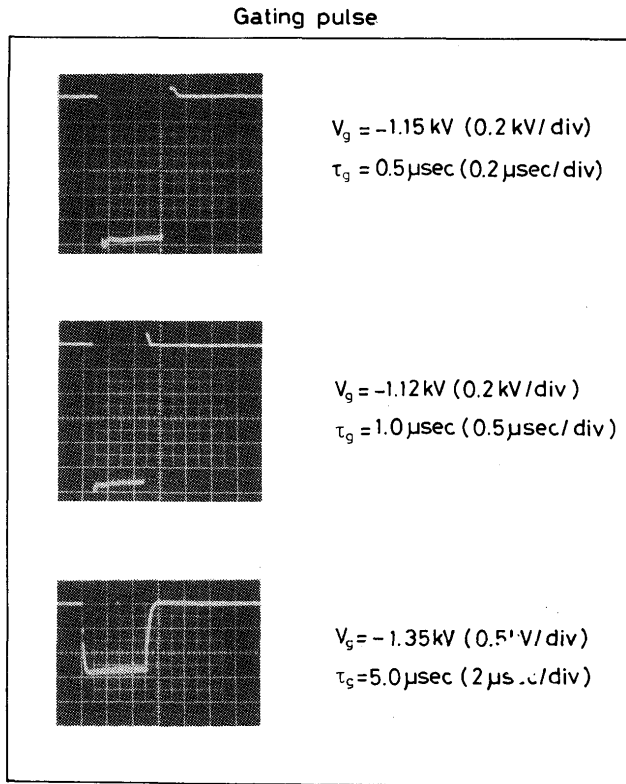 Gating pulse
V_g = -1.15 kV (0.2 kV/div)
τ_g = 0.5 μsec (0.2 μsec/div)
V_g = -1.12 kV (0.2 kV/div)
τ_g = 1.0 μsec (0.5 μsec/div)
V_g = -1.35 kV
τ_g = 5.0 μsec